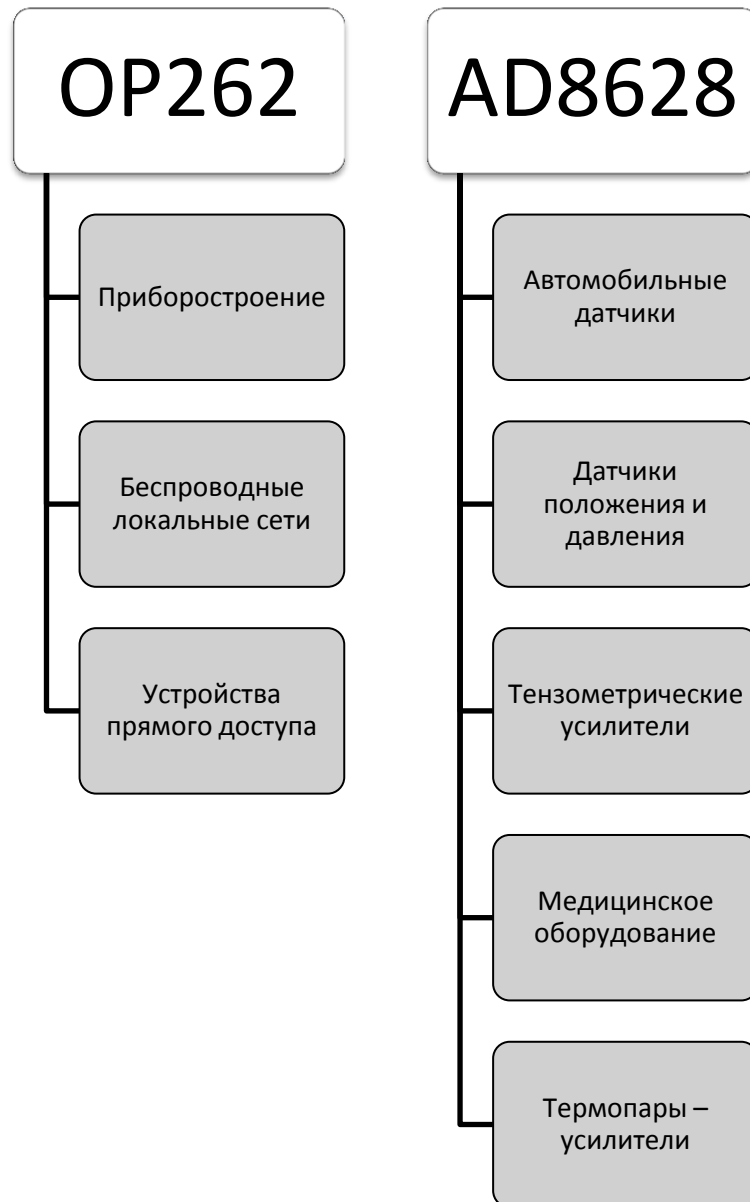 OP262
Приборостроение
Беспроводные
локальные сети
Устройства
прямого доступа
AD8628
Автомобильные
датчики
Датчики
положения и
давления
Тензометрические
усилители
Медицинское
оборудование
Термопары –
усилители